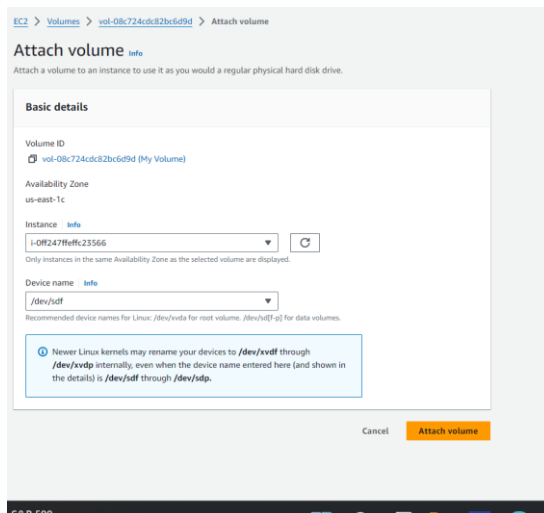 EC2 > Volumes > vol-08c724cdc82bc6d9d > Attach volume
Attach volume Info
Attach a volume to an instance to use it as you would a regular physical hard disk drive.
Basic details
Volume ID
vol-08c724cdc82bc6d9d (My Volume)
Availability Zone
us-east-1c
Instance Info
i-0ff247ffeffc23566
Only instances in the same Availability Zone as the selected volume are displayed.
Device name Info
/dev/sdf
Recommended device names for Linux: /dev/xvda for root volume. /dev/sd[f-p] for data volumes.
Newer Linux kernels may rename your devices to /dev/xvdf through
/dev/xvdp internally, even when the device name entered here (and shown in
the details) is /dev/sdf through /dev/sdp.
Cancel Attach volume
S&P 500